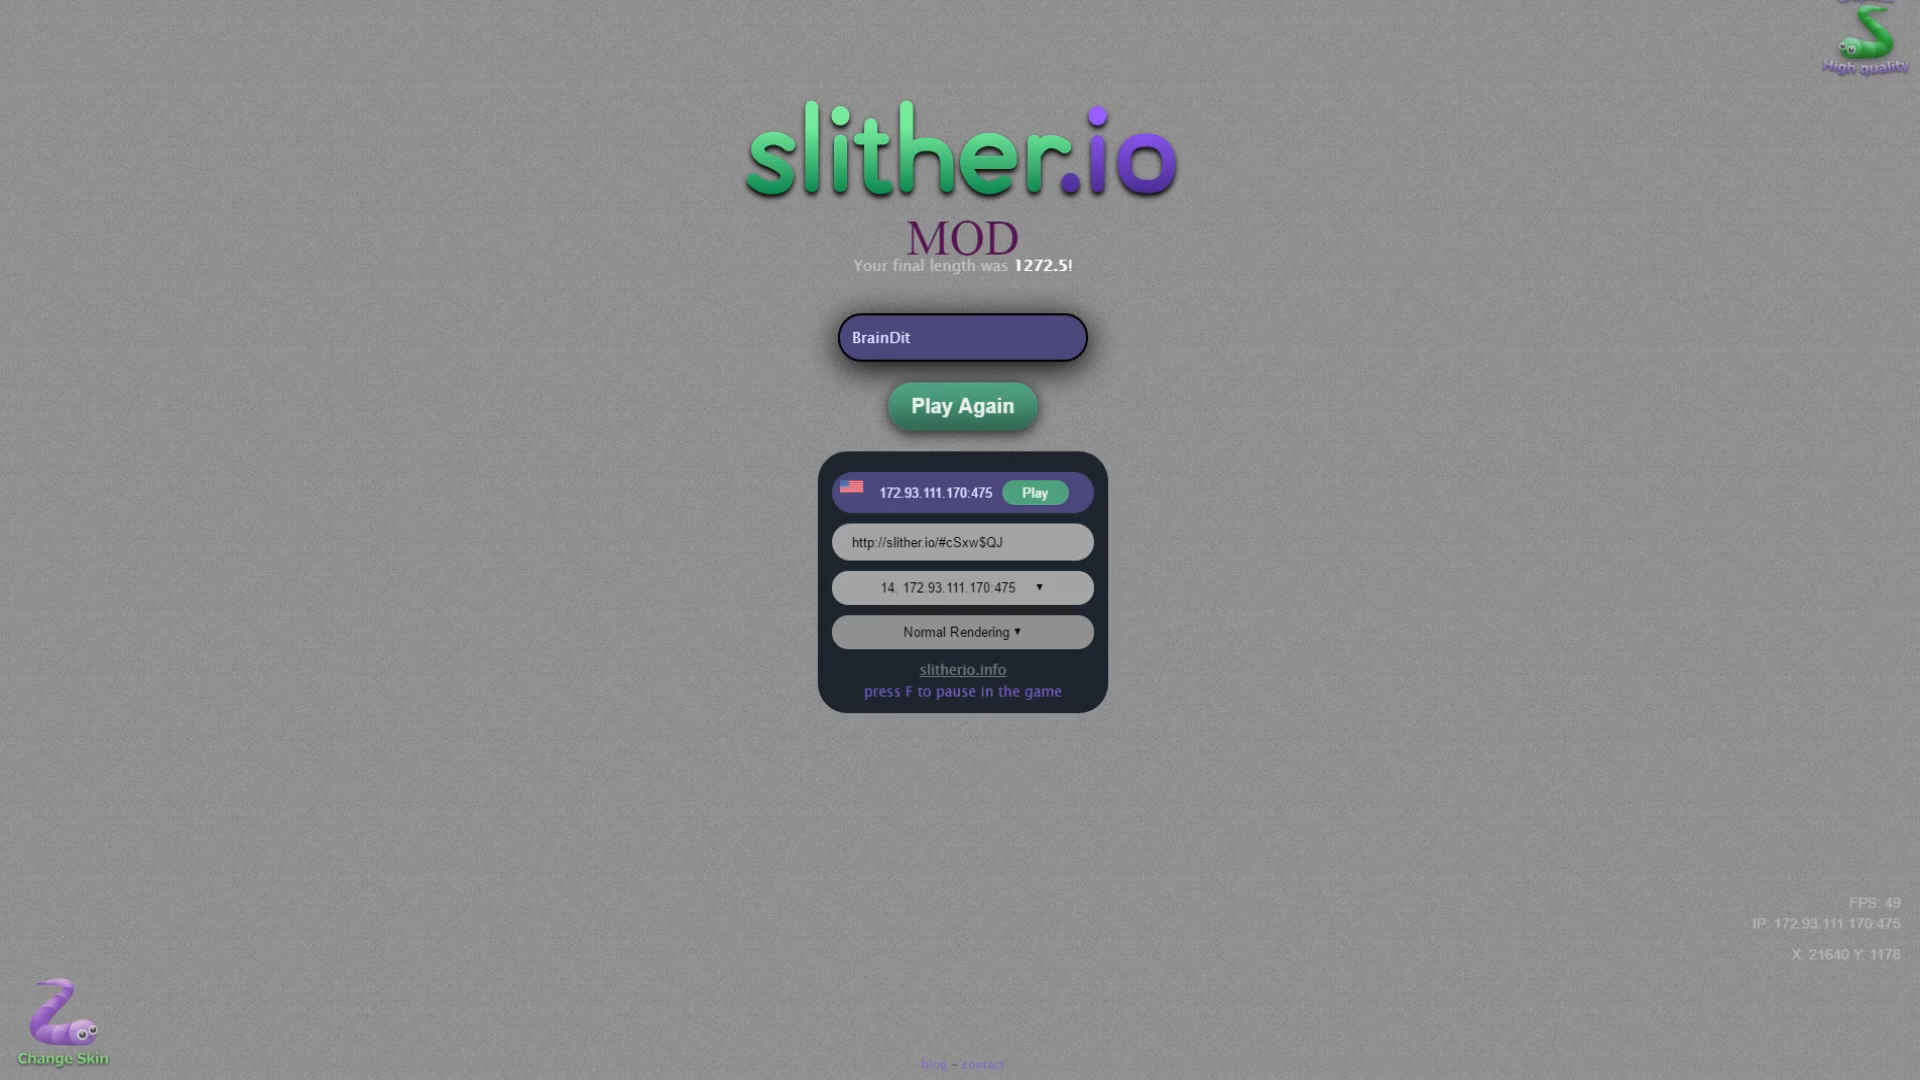 High quality
slither.io
MOD
Your final length was 1272.5!
BrainDit
Play Again
172.93.111.170:475 Play
http://slither.io/#cSxw$QJ
14. 172.93.111.170:475 ▼
Normal Rendering ▼
slitherio.info
press F to pause in the game
FPS: 49
IP: 172.93.111.170:475
X: 21640 Y: 1178
Change Skin
blog - contact